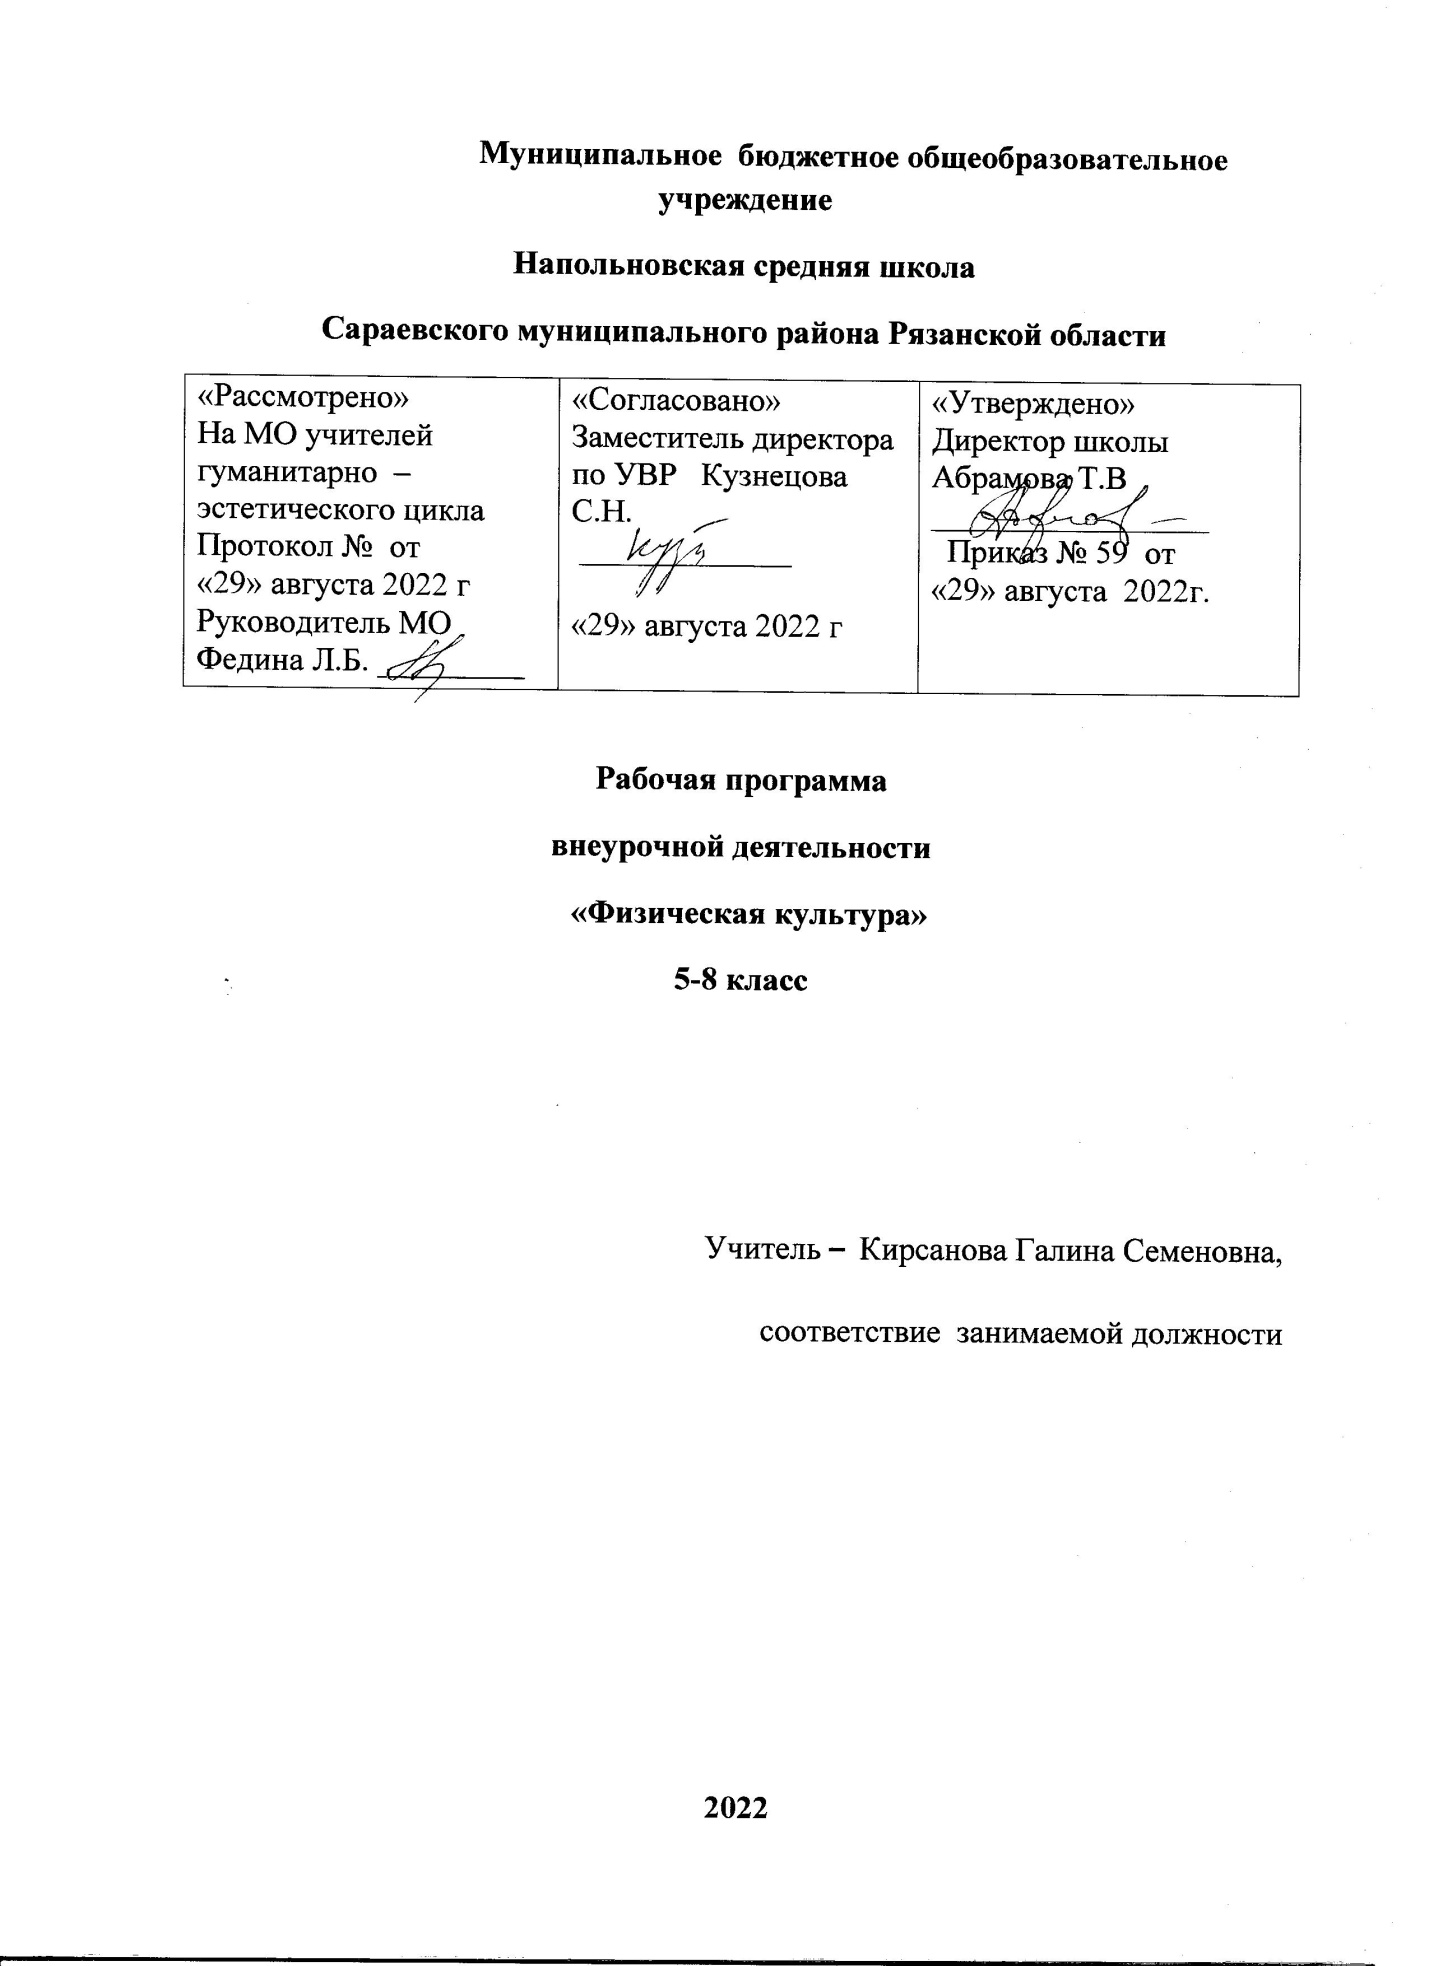 Муниципальное бюджетное общеобразовательное
учреждение
Напольновская средняя школа
Сараевского муниципального района Рязанской области
«Рассмотрено»
На МО учителей
гуманитарно –
эстетического цикла
Протокол № от
«29» августа 2022 г
Руководитель МО
Федина Л.Б. ________
«Согласовано»
Заместитель директора
по УВР Кузнецова
С.Н.
____________
«29» августа 2022 г
«Утверждено»
Директор школы
Абрамова Т.В
________________
Приказ № 59 от
«29» августа 2022г.
Рабочая программа
внеурочной деятельности
«Физическая культура»
5-8 класс
Учитель – Кирсанова Галина Семеновна,
соответствие занимаемой должности
2022